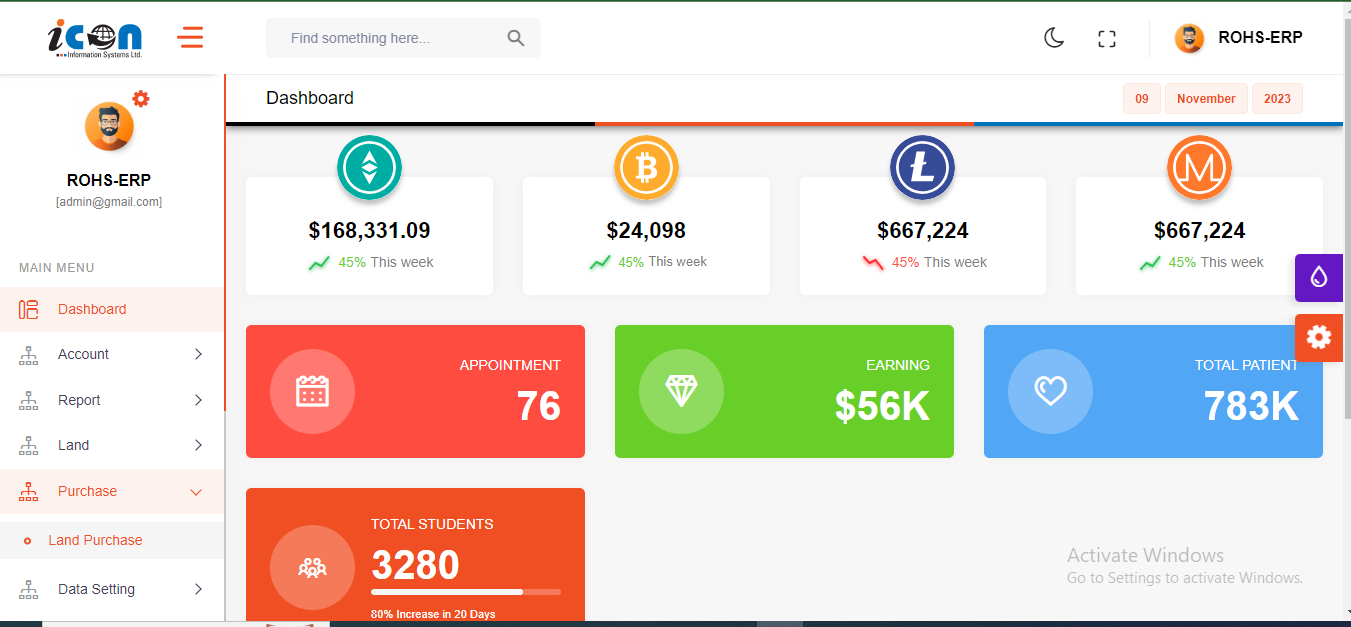 icon
Information Systems Ltd.
Find something here...
ROHS-ERP
ROHS-ERP
[admin@gmail.com]
MAIN MENU
Dashboard
Account
Report
Land
Purchase
Land Purchase
Data Setting
Dashboard
09 November 2023
$168,331.09
45% This week
$24,098
45% This week
$667,224
45% This week
$667,224
45% This week
APPOINTMENT
76
EARNING
$56K
TOTAL PATIENT
783K
TOTAL STUDENTS
3280
80% Increase in 20 Days
Activate Windows
Go to Settings to activate Windows.